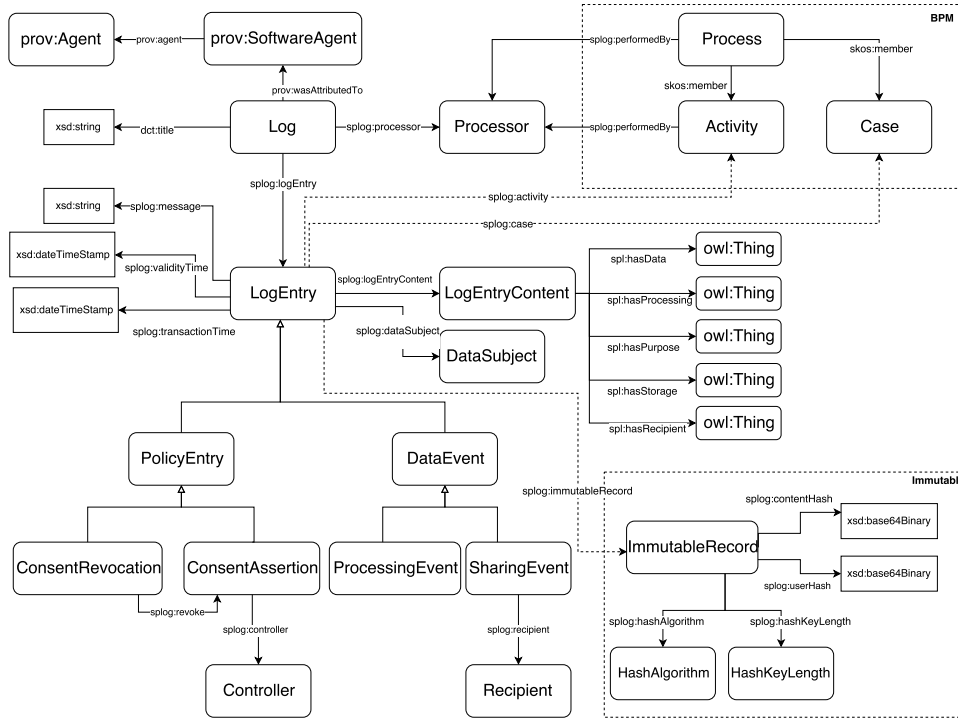 BPM
prov:Agent
prov:agent
prov:SoftwareAgent
splog:performedBy
Process
skos:member
prov:wasAttributedTo
skos:member
xsd:string
dct:title
Log
splog:processor
Processor
splog:performedBy
Activity
Case
splog:logEntry
splog:activity
xsd:string
splog:message
splog:case
xsd:dateTimeStamp
splog:validityTime
spl:hasData
owl:Thing
LogEntry
splog:logEntryContent
LogEntryContent
spl:hasProcessing
owl:Thing
xsd:dateTimeStamp
splog:transactionTime
splog:dataSubject
DataSubject
spl:hasPurpose
owl:Thing
spl:hasStorage
owl:Thing
spl:hasRecipient
owl:Thing
PolicyEntry
DataEvent
Immutabl
splog:immutableRecord
splog:contentHash
xsd:base64Binary
ImmutableRecord
ConsentRevocation
ConsentAssertion
ProcessingEvent
SharingEvent
xsd:base64Binary
splog:userHash
splog:revoke
splog:controller
splog:recipient
splog:hashAlgorithm
splog:hashKeyLength
HashAlgorithm
HashKeyLength
Controller
Recipient